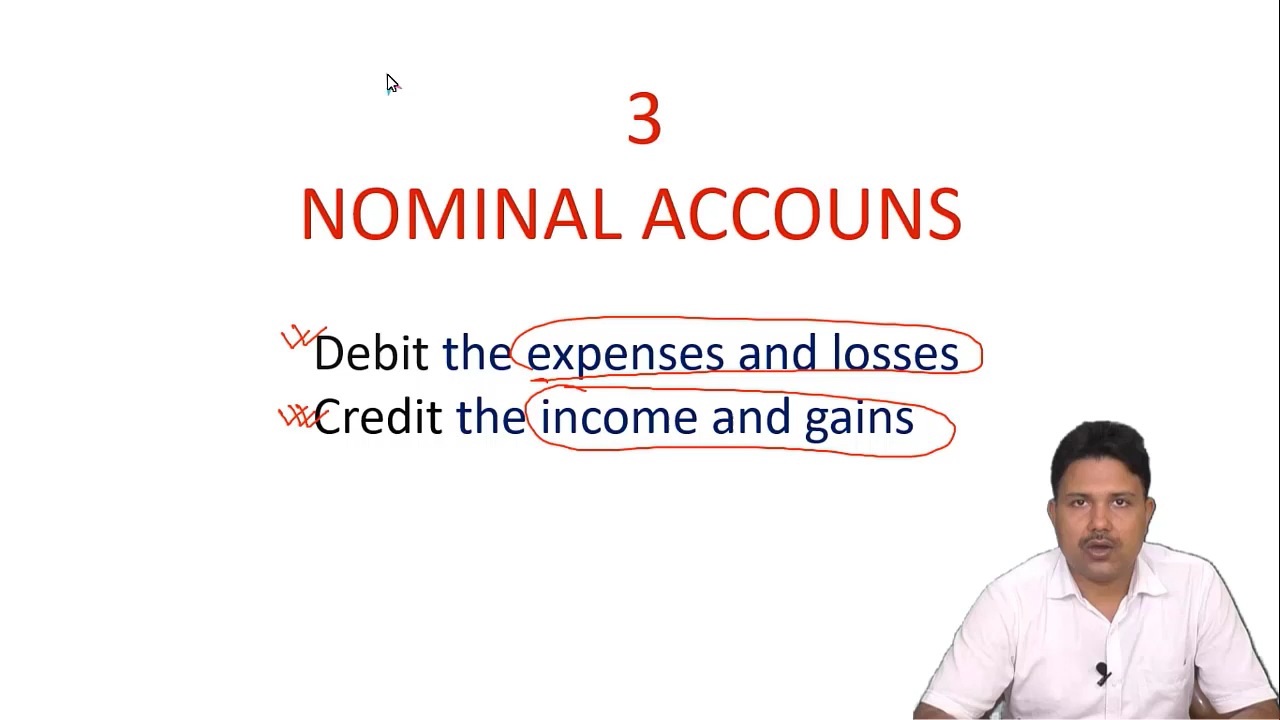 3
NOMINAL ACCOUNS
Debit the expenses and losses
Credit the income and gains